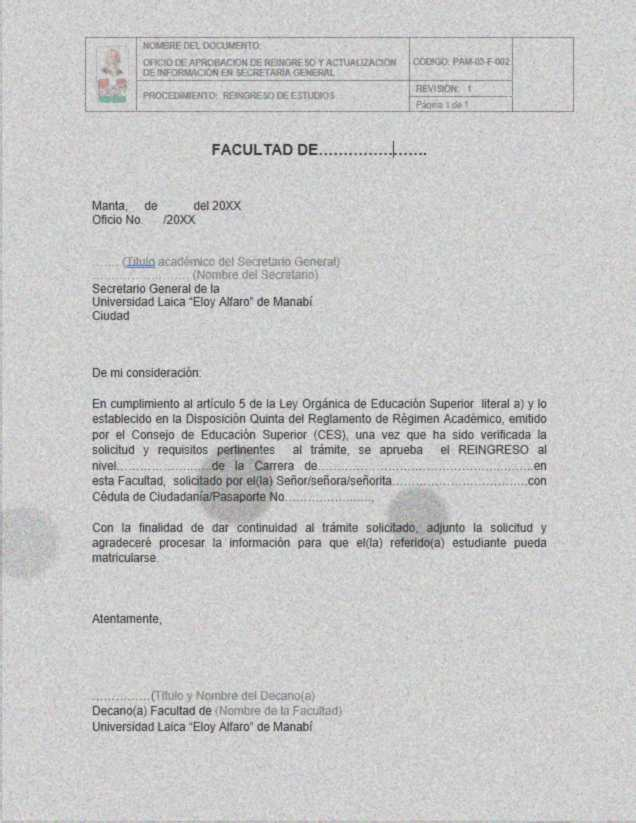 NOMBRE DEL DOCUMENTO:
OFICIO DE APROBACIÓN DE REINGRESO Y ACTUALIZACIÓN
DE INFORMACIÓN EN SECRETARÍA GENERAL
CÓDIGO: PAM-03-F-002
PROCEDIMIENTO: REINGRESO DE ESTUDIOS
REVISIÓN: 1
Página 1 de 1
FACULTAD DE......................
Manta, de del 20XX
Oficio No. /20XX
....... (Título académico del Secretario General)
......................... (Nombre del Secretario)
Secretario General de la
Universidad Laica “Eloy Alfaro” de Manabí
Ciudad
De mi consideración:
En cumplimiento al artículo 5 de la Ley Orgánica de Educación Superior literal a) y lo
establecido en la Disposición Quinta del Reglamento de Régimen Académico, emitido
por el Consejo de Educación Superior (CES), una vez que ha sido verificada la
solicitud y requisitos pertinentes al trámite, se aprueba el REINGRESO al
nivel.........................de la Carrera de.........................................................en
esta Facultad, solicitado por el(la) Señor/señora/señorita....................................con
Cédula de Ciudadanía/Pasaporte No.......................,
Con la finalidad de dar continuidad al trámite solicitado, adjunto la solicitud y
agradeceré procesar la información para que el(la) referido(a) estudiante pueda
matricularse.
Atentamente,
................(Título y Nombre del Decano(a)
Decano(a) Facultad de (Nombre de la Facultad)
Universidad Laica “Eloy Alfaro” de Manabí